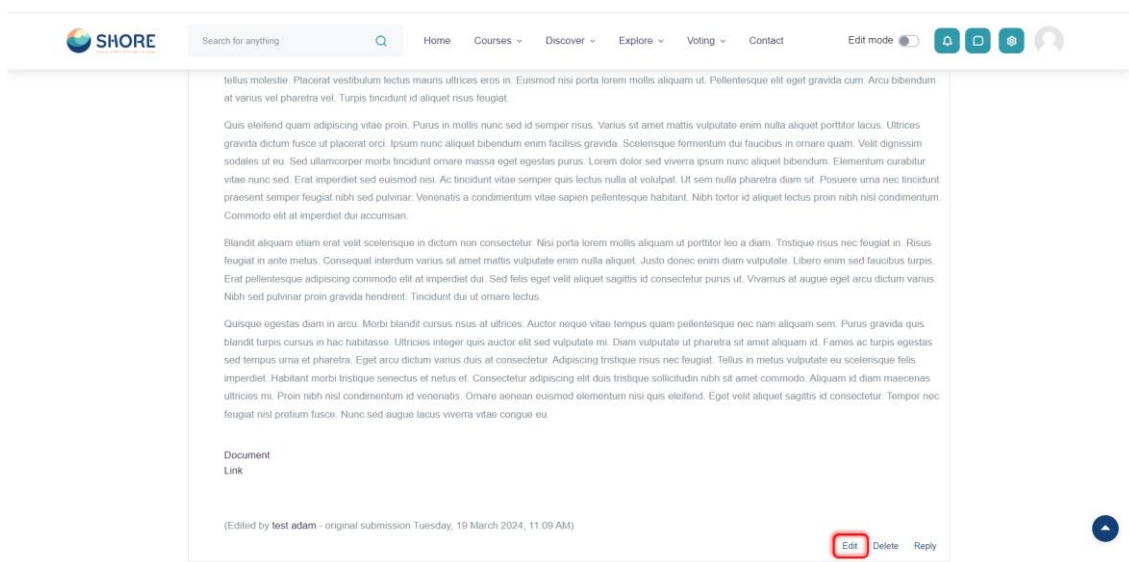 SHORE
Search for anything
Home Courses Discover Explore Voting Contact
Edit mode
tellus molestie. Placerat vestibulum lectus mauris ultrices eros in. Euismod nisi porta lorem mollis aliquam ut. Pellentesque elit eget gravida cum. Arcu bibendum
at varius vel pharetra vel. Turpis tincidunt id aliquet risus feugiat.
Quis eleifend quam adipiscing vitae proin. Purus in mollis nunc sed id semper risus. Varius sit amet mattis vulputate enim nulla aliquet porttitor lacus. Ultrices
gravida dictum fusce ut placerat orci. Ipsum nunc aliquet bibendum enim facilisis gravida. Scelerisque fermentum dui faucibus in ornare quam. Velit dignissim
sodales ut eu. Sed ullamcorper morbi tincidunt ornare massa eget egestas purus. Lorem dolor sed viverra ipsum nunc aliquet bibendum. Elementum curabitur
vitae nunc sed. Erat imperdiet sed euismod nisi. Ac tincidunt vitae semper quis lectus nulla at volutpat. Ut sem nulla pharetra diam sit. Posuere urna nec tincidunt
praesent semper feugiat nibh sed pulvinar. Venenatis a condimentum vitae sapien pellentesque habitant. Nibh tortor id aliquet lectus proin nibh nisl condimentum.
Commodo elit at imperdiet dui accumsan.
Blandit aliquam etiam erat velit scelerisque in dictum non consectetur. Nisi porta lorem mollis aliquam ut porttitor leo a diam. Tristique risus nec feugiat in. Risus
feugiat in ante metus. Consequat interdum varius sit amet mattis vulputate enim nulla aliquet. Justo donec enim diam vulputate. Libero enim sed faucibus turpis.
Erat pellentesque adipiscing commodo elit at imperdiet dui. Sed felis eget velit aliquet sagittis id consectetur purus ut. Vivamus at augue eget arcu dictum varius.
Nibh sed pulvinar proin gravida hendrerit. Tincidunt dui ut ornare lectus.
Quisque egestas diam in arcu. Morbi blandit cursus risus at ultrices. Auctor neque vitae tempus quam pellentesque nec nam aliquam sem. Purus gravida quis
blandit turpis cursus in hac habitasse. Ultricies integer quis auctor elit sed vulputate mi. Diam vulputate ut pharetra sit amet aliquam id. Fames ac turpis egestas
sed tempus urna et pharetra. Eget arcu dictum varius duis at consectetur. Adipiscing tristique risus nec feugiat. Tellus in metus vulputate eu scelerisque felis
imperdiet. Habitant morbi tristique senectus et netus et. Consectetur adipiscing elit duis tristique sollicitudin nibh sit amet commodo. Aliquam id diam maecenas
ultricies mi. Proin nibh nisl condimentum id venenatis. Ornare aenean euismod elementum nisi quis eleifend. Eget velit aliquet sagittis id consectetur. Tempor nec
feugiat nisl pretium fusce. Nunc sed augue lacus viverra vitae congue eu.
Document
Link
(Edited by test adam - original submission Tuesday, 19 March 2024, 11:09 AM)
Edit Delete Reply